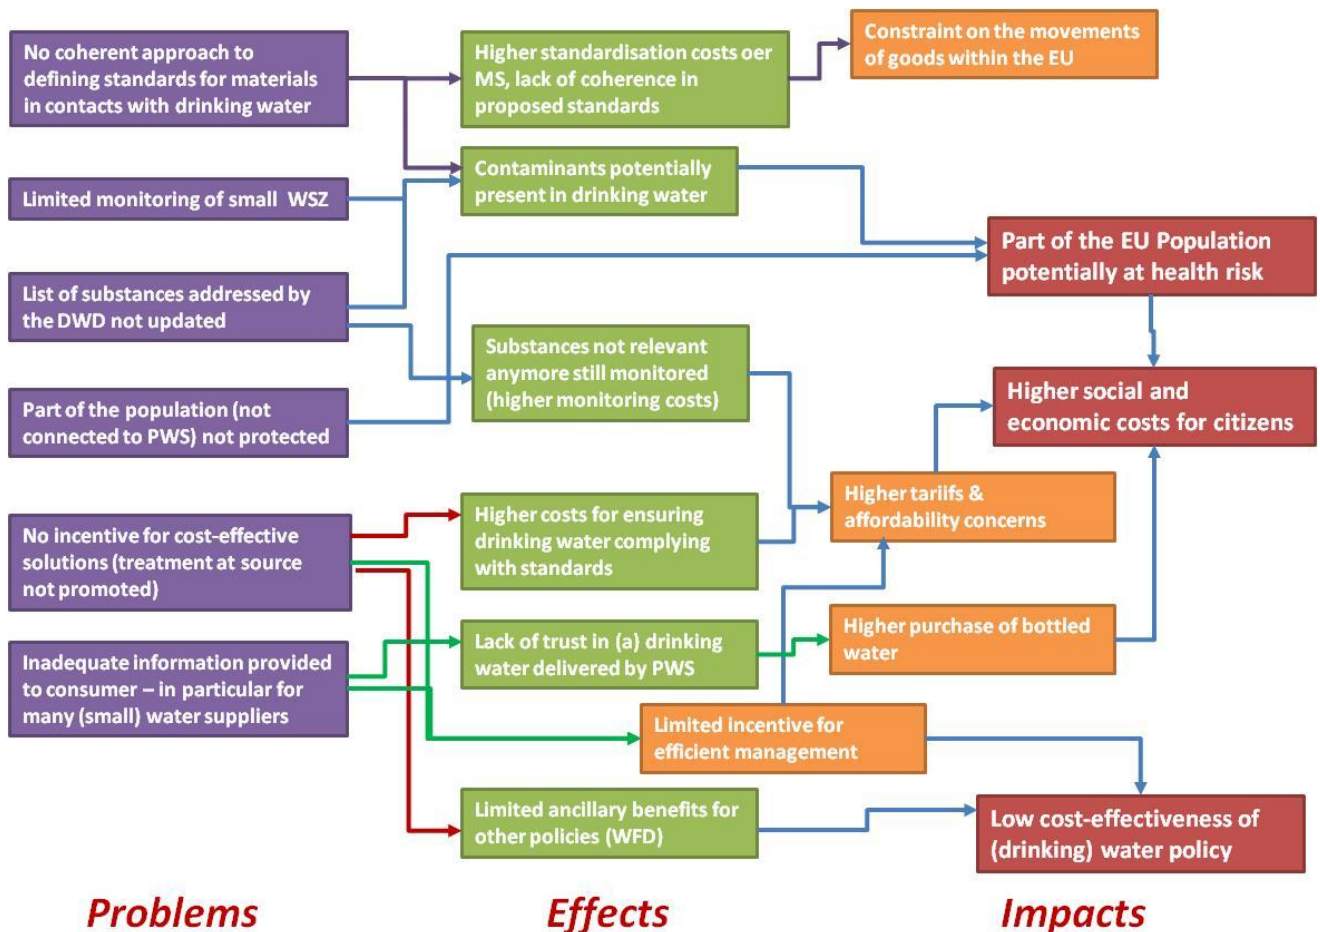 No coherent approach to
defining standards for materials
in contacts with drinking water
Limited monitoring of small WSZ
List of substances addressed by
the DWD not updated
Part of the population (not
connected to PWS) not protected
No incentive for cost-effective
solutions (treatment at source
not promoted)
Inadequate information provided
to consumer – in particular for
many (small) water suppliers
Higher standardisation costs oer
MS, lack of coherence in
proposed standards
Contaminants potentially
present in drinking water
Substances not relevant
anymore still monitored
(higher monitoring costs)
Higher costs for ensuring
drinking water complying
with standards
Lack of trust in (a) drinking
water delivered by PWS
Limited ancillary benefits for
other policies (WFD)
Constraint on the movements
of goods within the EU
Higher tariifs &
affordability concerns
Higher purchase of bottled
water
Limited incentive for
efficient management
Part of the EU Population
potentially at health risk
Higher social and
economic costs for citizens
Low cost-effectiveness of
(drinking) water policy
Problems
Effects
Impacts